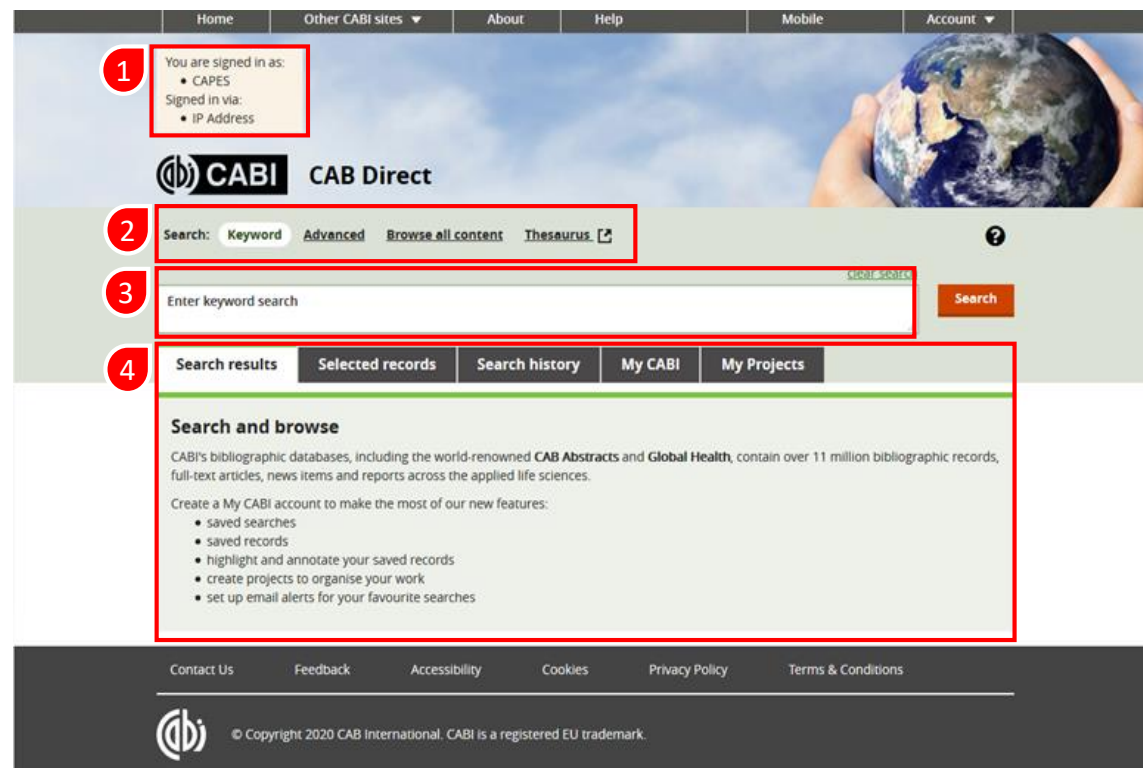 Home Other CABI sites ▼ About Help Mobile Account ▼
1
You are signed in as:
• CAPES
Signed in via:
• IP Address
CABI CAB Direct
2
Search: Keyword Advanced Browse all content Thesaurus
?
clear search
3
Enter keyword search
Search
4
Search results Selected records Search history My CABI My Projects
Search and browse
CABI's bibliographic databases, including the world-renowned CAB Abstracts and Global Health, contain over 11 million bibliographic records,
full-text articles, news items and reports across the applied life sciences.
Create a My CABI account to make the most of our new features:
• saved searches
• saved records
• highlight and annotate your saved records
• create projects to organise your work
• set up email alerts for your favourite searches
Contact Us Feedback Accessibility Cookies Privacy Policy Terms & Conditions
© Copyright 2020 CAB International. CABI is a registered EU trademark.